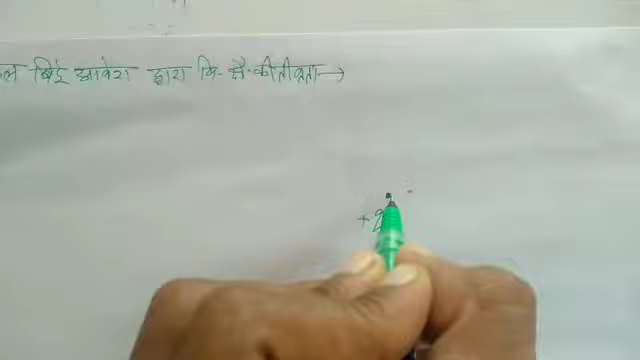 बिंदु आवेश द्वारा वि. क्षै. की तीव्रता →
+q